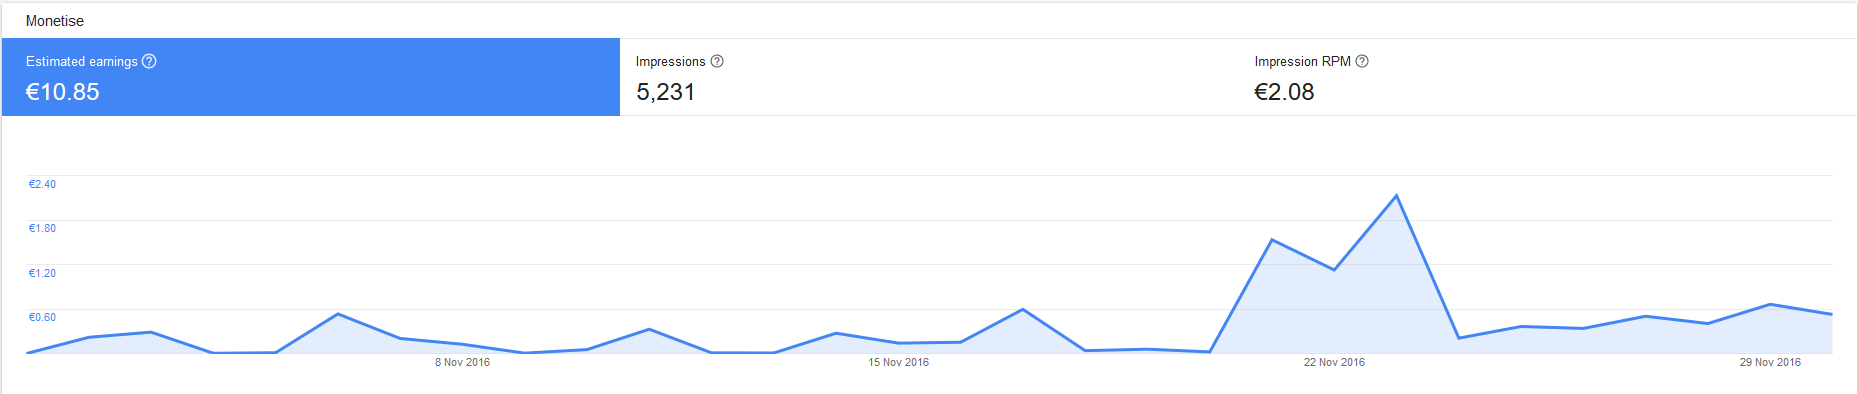 Monetise
Estimated earnings ?
€10.85
Impressions ?
5,231
Impression RPM ?
€2.08
€2.40
€1.80
€1.20
€0.60
8 Nov 2016
15 Nov 2016
22 Nov 2016
29 Nov 2016